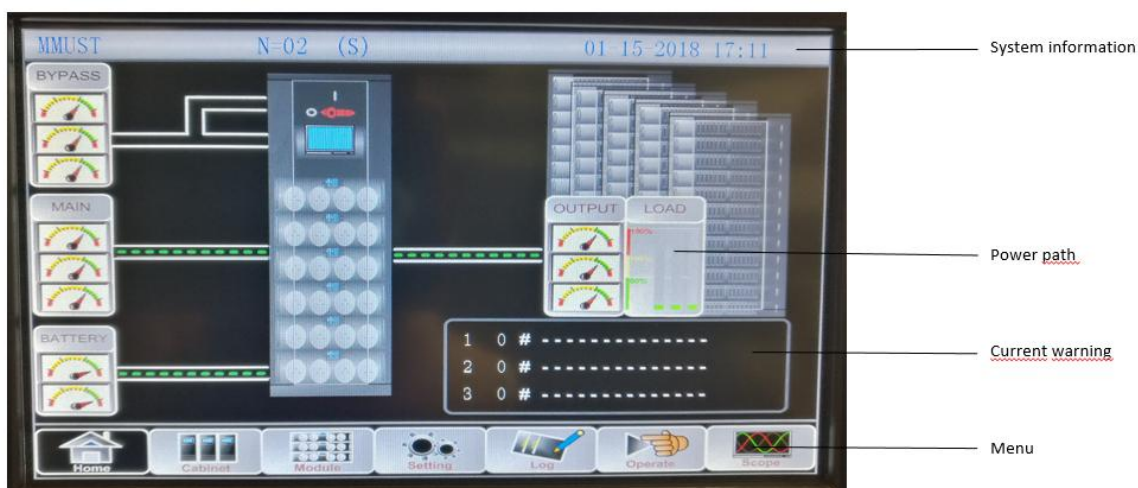 MMUST N=02 (S) 01-15-2018 17:11
System information
BYPASS
MAIN
OUTPUT LOAD
100%
Power path
BATTERY
1 0 # --------------
2 0 # --------------
3 0 # --------------
Current warning
Home Cabinet Module Setting Log Operate Scope
Menu